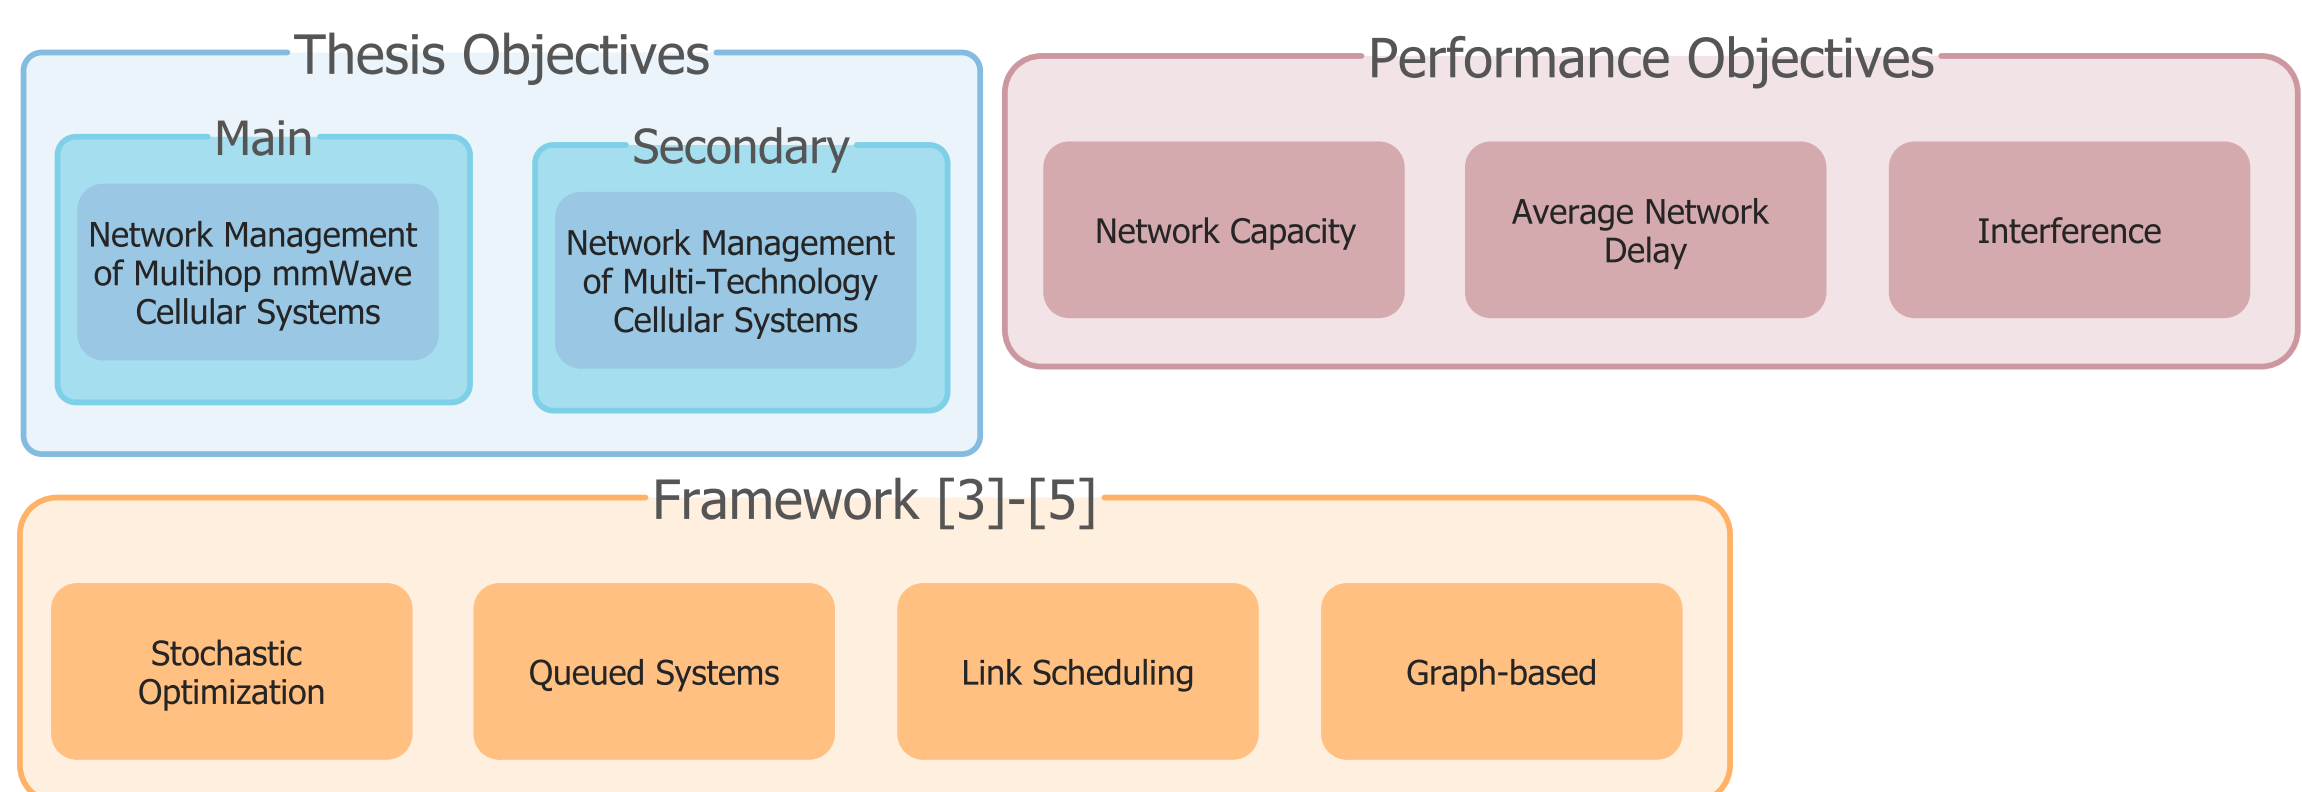 Thesis Objectives
Main
Network Management
of Multihop mmWave
Cellular Systems
Secondary
Network Management
of Multi-Technology
Cellular Systems
Performance Objectives
Network Capacity
Average Network
Delay
Interference
Framework [3]-[5]
Stochastic
Optimization
Queued Systems
Link Scheduling
Graph-based